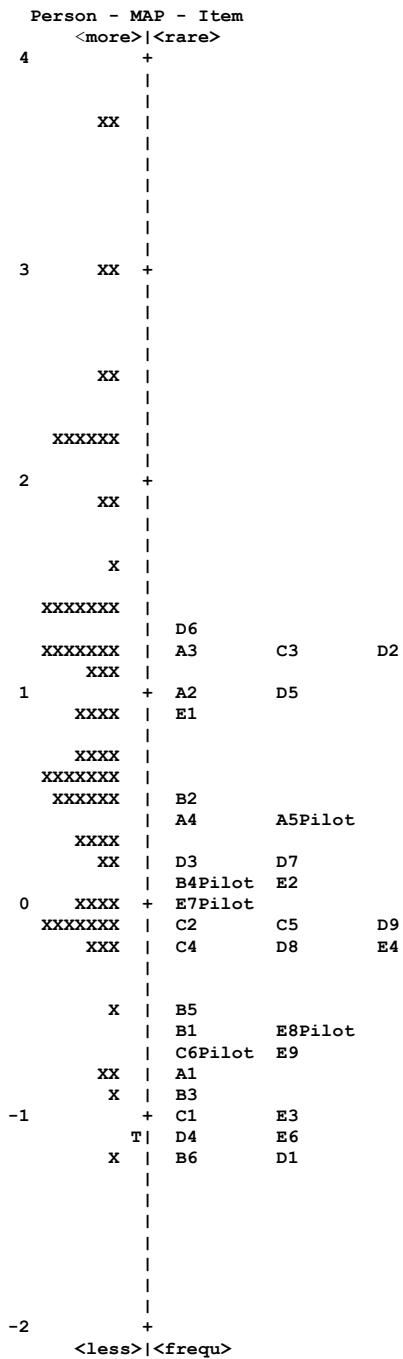 Person - MAP - Item
<more>|<rare>
4 +
|
|
XX |
|
|
|
|
|
|
3 XX +
|
|
|
|
XX |
|
|
XXXXXX |
|
2 +
XX |
|
|
X |
|
XXXXXXX |
| D6
XXXXXXX | A3 C3 D2
XXX |
1 + A2 D5
XXXX | E1
|
XXXX |
XXXXXXX |
XXXXXX | B2
| A4 A5Pilot
XXXX |
XX | D3 D7
| B4Pilot E2
0 XXXX + E7Pilot
XXXXXXX | C2 C5 D9
XXX | C4 D8 E4
|
|
X | B5
| B1 E8Pilot
| C6Pilot E9
XX | A1
X | B3
-1 + C1 E3
T| D4 E6
X | B6 D1
|
|
|
|
|
|
|
-2 +
<less>|<frequ>